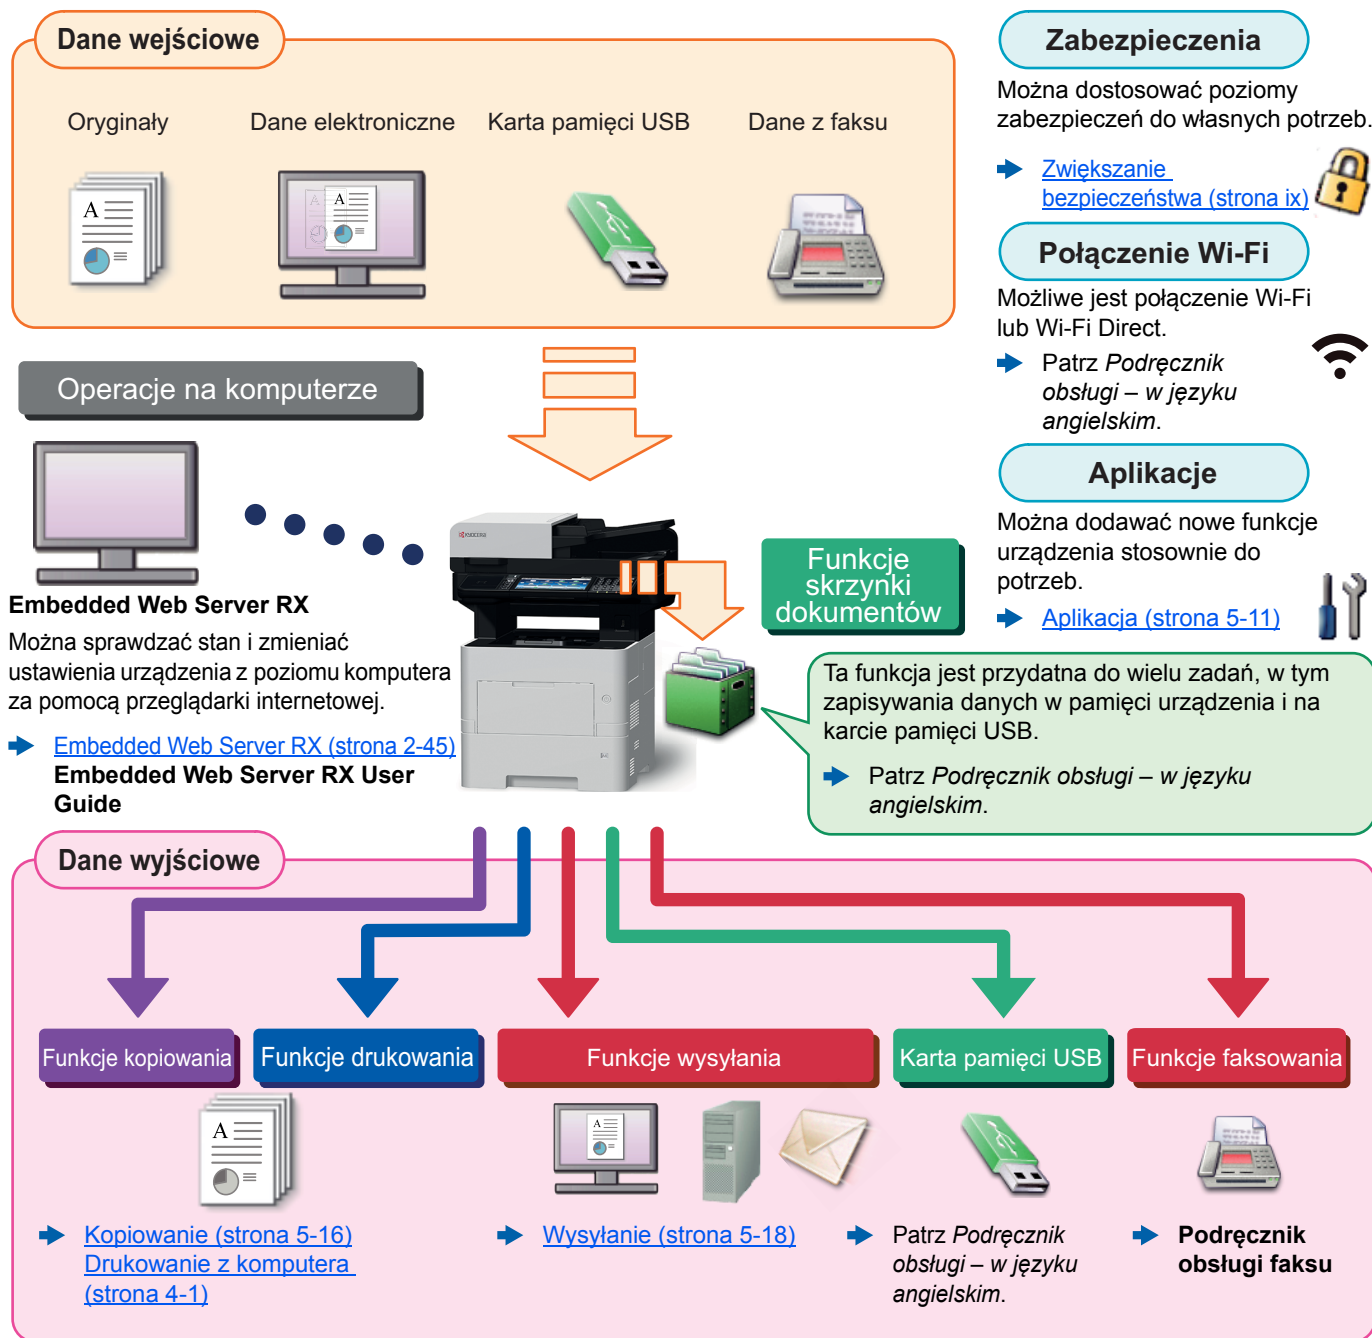 Dane wejściowe
Oryginały
Dane elektroniczne
Karta pamięci USB
Dane z faksu
Zabezpieczenia
Można dostosować poziomy
zabezpieczeń do własnych potrzeb.
Zwiększanie
bezpieczeństwa (strona ix)
Połączenie Wi-Fi
Możliwe jest połączenie Wi-Fi
lub Wi-Fi Direct.
Patrz Podręcznik
obsługi – w języku
angielskim.
Aplikacje
Można dodawać nowe funkcje
urządzenia stosownie do
potrzeb.
Aplikacja (strona 5-11)
Operacje na komputerze
Embedded Web Server RX
Można sprawdzać stan i zmieniać
ustawienia urządzenia z poziomu komputera
za pomocą przeglądarki internetowej.
Embedded Web Server RX (strona 2-45)
Embedded Web Server RX User
Guide
KYOCERA
Funkcje
skrzynki
dokumentów
Ta funkcja jest przydatna do wielu zadań, w tym
zapisywania danych w pamięci urządzenia i na
karcie pamięci USB.
Patrz Podręcznik obsługi – w języku
angielskim.
Dane wyjściowe
Funkcje kopiowania
Funkcje drukowania
Funkcje wysyłania
Karta pamięci USB
Funkcje faksowania
A
A
A
A
A
Kopiowanie (strona 5-16)
Drukowanie z komputera
(strona 4-1)
Wysyłanie (strona 5-18)
Patrz Podręcznik
obsługi – w języku
angielskim.
Podręcznik
obsługi faksu